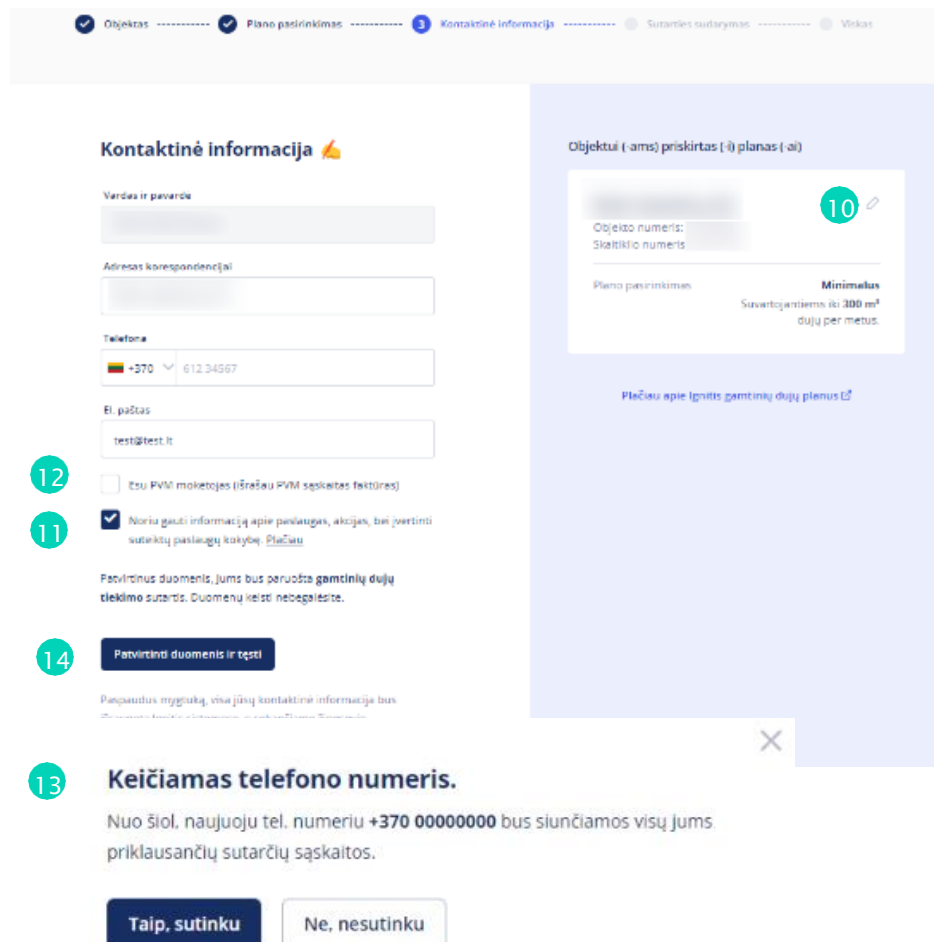 Objektas
Plano pasirinkimas
3 Kontaktinė informacija
Sutarties sudarymas
Viskas
Kontaktinė informacija
Vardas ir pavardė
Adresas korespondencijai
Telefonas
+370 612 34567
El. paštas
test@test.lt
12
Esu PVM mokėtojas (išrašau PVM sąskaitas faktūras)
11
Noriu gauti informaciją apie paslaugas, akcijas, bei įvertinti
suteiktų paslaugų kokybę. Plačiau
Patvirtinus duomenis, jums bus paruošta gamtinių dujų
tiekimo sutartis. Duomenų keisti nebegalėsite.
14
Patvirtinti duomenis ir tęsti
Paspaudus mygtuką, visa jūsų kontaktinė informacija bus
Objektui (-ams) priskirtas (-i) planas (-ai)
10
Objekto numeris:
Skaitiklio numeris
Plano pasirinkimas
Minimalus
Suvartojantiems iki 300 m³
dujų per metus.
Plačiau apie Ignitis gamtinių dujų planus
13
Keičiamas telefono numeris.
Nuo šiol, naujuoju tel. numeriu +370 00000000 bus siunčiamos visų jums
priklausančių sutarčių sąskaitos.
Taip, sutinku
Ne, nesutinku